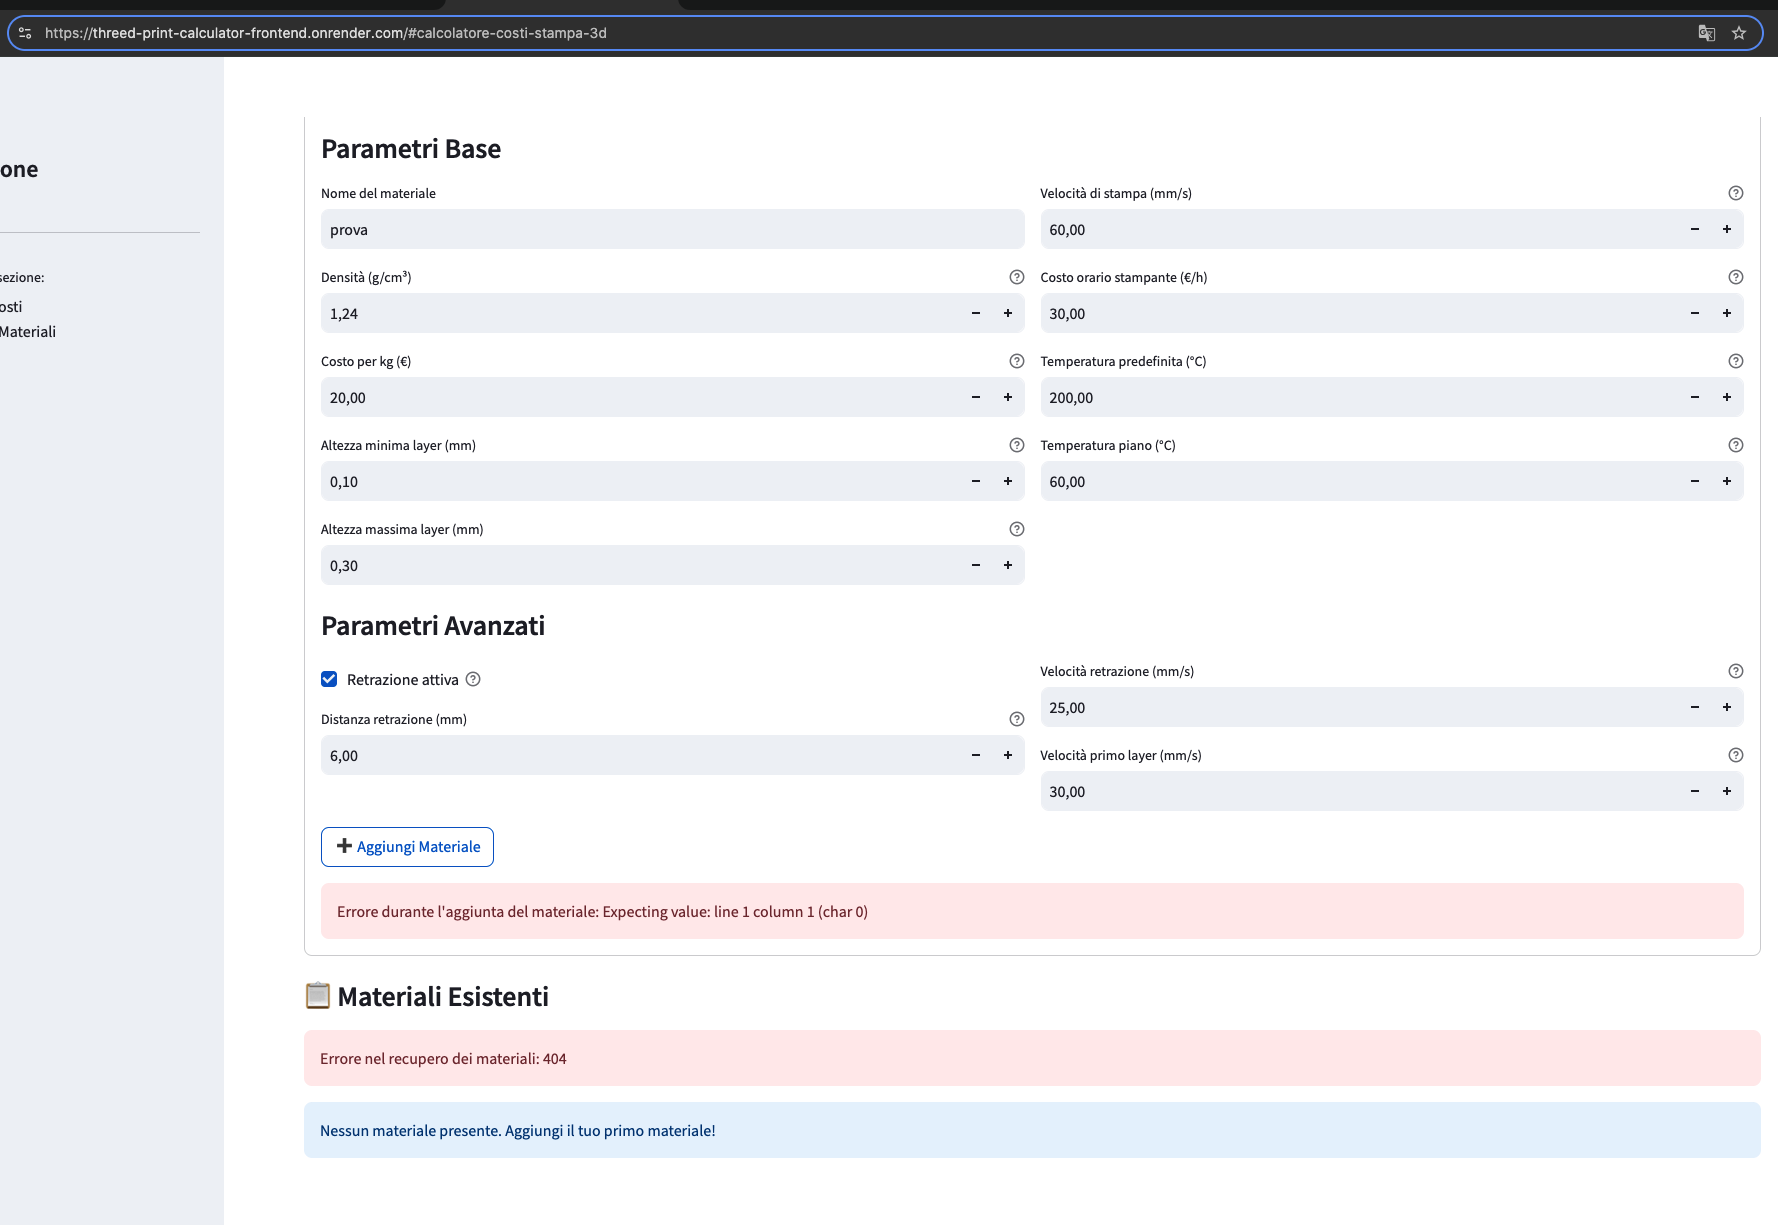 https://threed-print-calculator-frontend.onrender.com/#calcolatore-costi-stampa-3d
one
sezione:
osti
Materiali
Parametri Base
Nome del materiale
prova
Densità (g/cm³)
1,24
Costo per kg (€)
20,00
Altezza minima layer (mm)
0,10
Altezza massima layer (mm)
0,30
Velocità di stampa (mm/s)
60,00
Costo orario stampante (€/h)
30,00
Temperatura predefinita (°C)
200,00
Temperatura piano (°C)
60,00
Parametri Avanzati
Retrazione attiva
Distanza retrazione (mm)
6,00
Velocità retrazione (mm/s)
25,00
Velocità primo layer (mm/s)
30,00
Aggiungi Materiale
Errore durante l'aggiunta del materiale: Expecting value: line 1 column 1 (char 0)
Materiali Esistenti
Errore nel recupero dei materiali: 404
Nessun materiale presente. Aggiungi il tuo primo materiale!